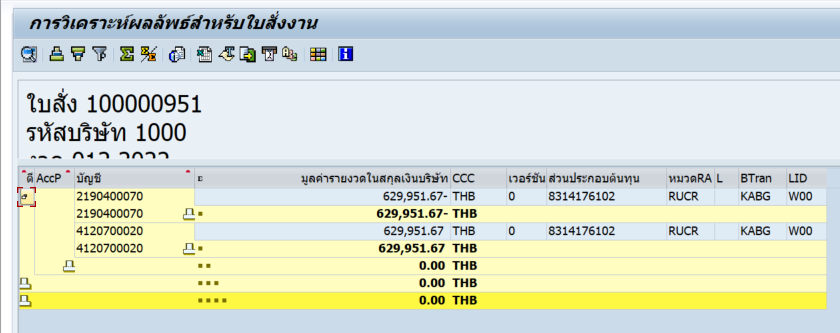 การวิเคราะห์ผลลัพธ์สำหรับใบสั่งงาน
ใบสั่ง 100000951
รหัสบริษัท 1000
งวด 012 2022
ดี AccP บัญชี Σ มูลค่ารายงวดในสกุลเงินบริษัท CCC เวอร์ชัน ส่วนประกอบต้นทุน หมวดRA L BTran LID
2190400070 629,951.67- THB 0 8314176102 RUCR KABG W00
2190400070 629,951.67- THB
4120700020 629,951.67 THB 0 8314176102 RUCR KABG W00
4120700020 629,951.67 THB
0.00 THB
0.00 THB
0.00 THB